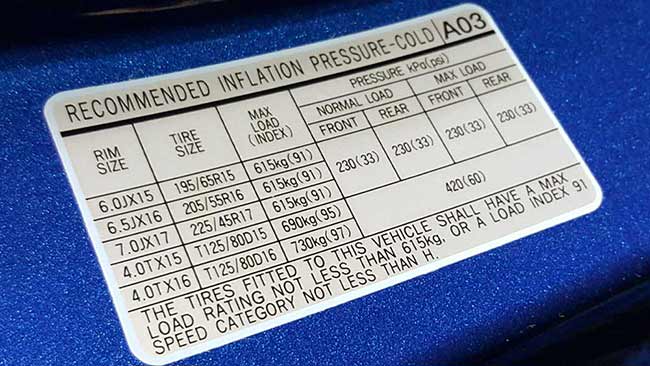 RECOMMENDED INFLATION PRESSURE-COLD A03
RIM SIZE TIRE SIZE MAX LOAD (INDEX) PRESSURE kPa(psi)
NORMAL LOAD MAX LOAD
FRONT REAR FRONT REAR
6.0JX15 195/65R15 615kg(91) 230(33) 230(33) 230(33) 230(33)
6.5JX16 205/55R16 615kg(91)
7.0JX17 225/45R17 615kg(91)
4.0TX15 T125/80D15 690kg(95) 420(60)
4.0TX16 T125/80D16 730kg(97)
THE TIRES FITTED TO THIS VEHICLE SHALL HAVE A MAX
LOAD RATING NOT LESS THAN 615kg. OR A LOAD INDEX 91
SPEED CATEGORY NOT LESS THAN H.